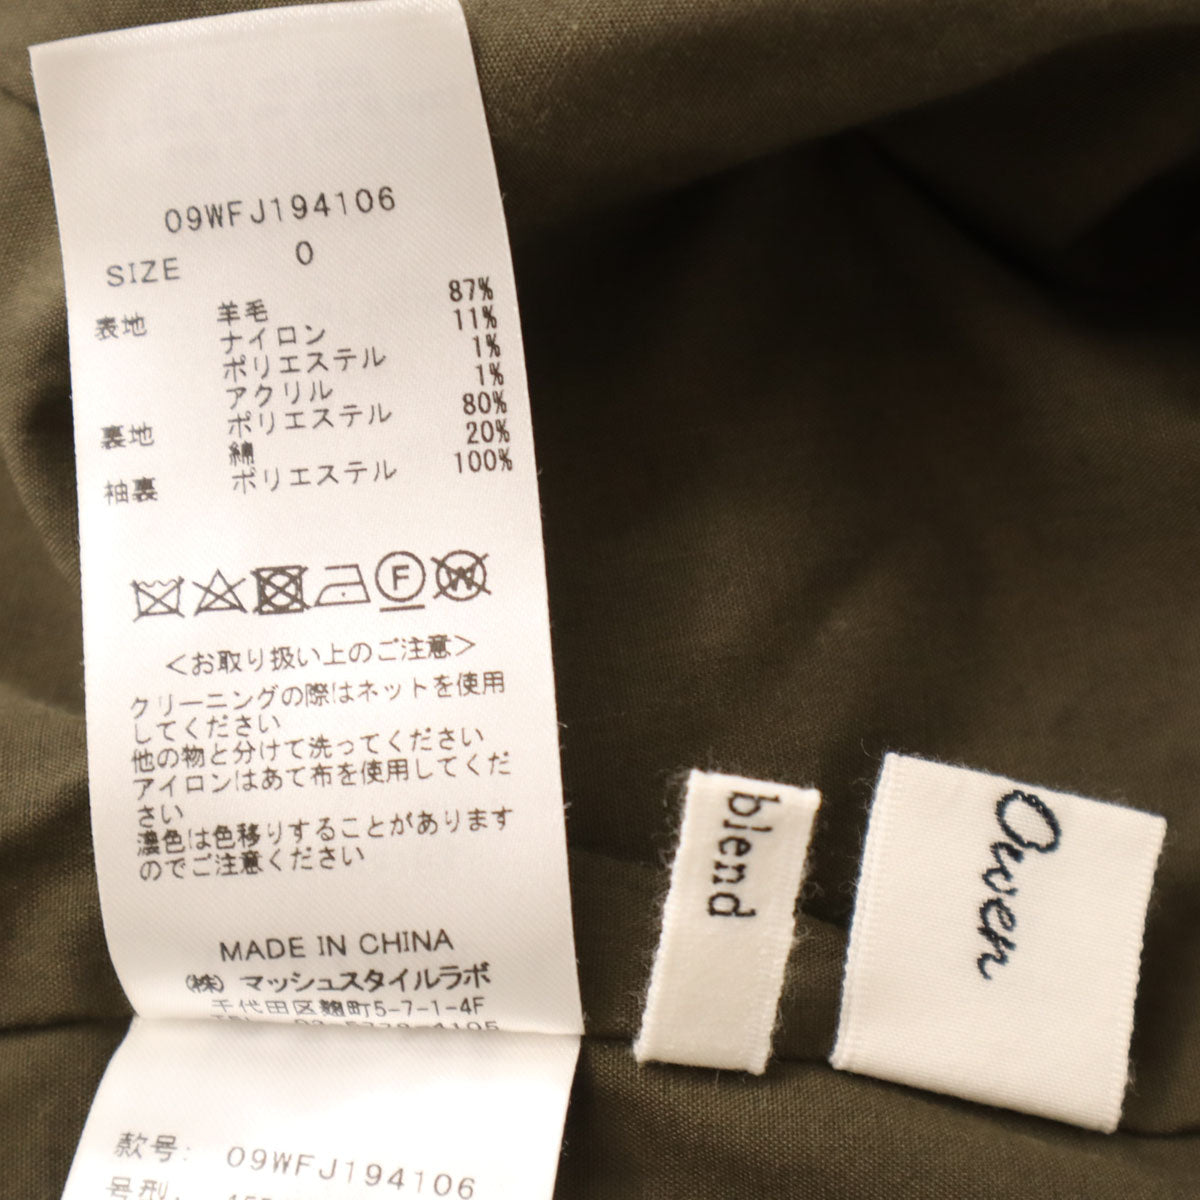 09WFJ194106
SIZE 0
表地 羊毛 87%
ナイロン 11%
ポリエステル 1%
アクリル 1%
裏地 ポリエステル 80%
綿 20%
袖裏 ポリエステル 100%
F W
<お取り扱い上のご注意>
クリーニングの際はネットを使用
してください
他の物と分けて洗ってください
アイロンはあて布を使用してくだ
さい
濃色は色移りすることがあります
のでご注意ください
MADE IN CHINA
(株) マッシュスタイルラボ
千代田区麹町5-7-1-4F
款号: 09WFJ194106
号型:
blend
Owen